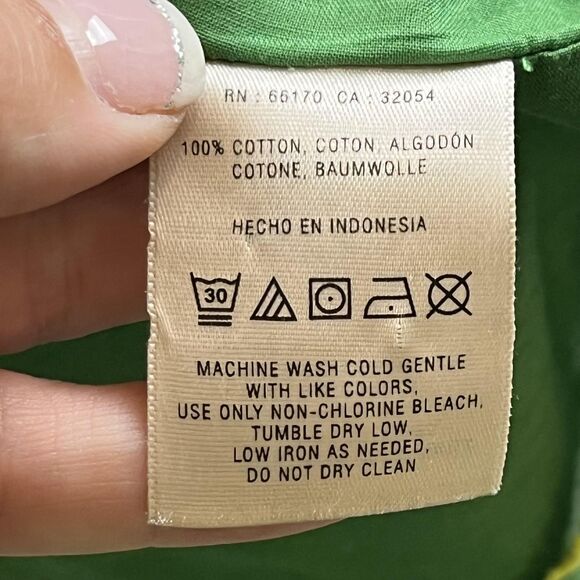 RN : 66170 CA : 32054
100% COTTON, COTON, ALGODÓN,
COTONE, BAUMWOLLE
HECHO EN INDONESIA
30
MACHINE WASH COLD GENTLE
WITH LIKE COLORS,
USE ONLY NON-CHLORINE BLEACH,
TUMBLE DRY LOW,
LOW IRON AS NEEDED,
DO NOT DRY CLEAN